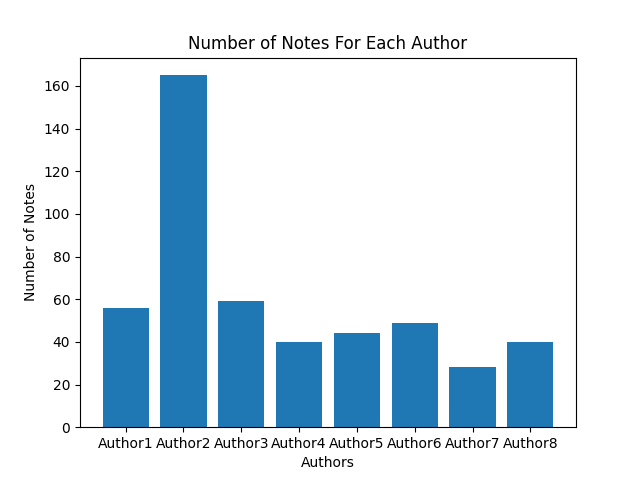 Number of Notes For Each Author
160
140
120
100
80
60
40
20
0
Number of Notes
Author1 Author2 Author3 Author4 Author5 Author6 Author7 Author8
Authors